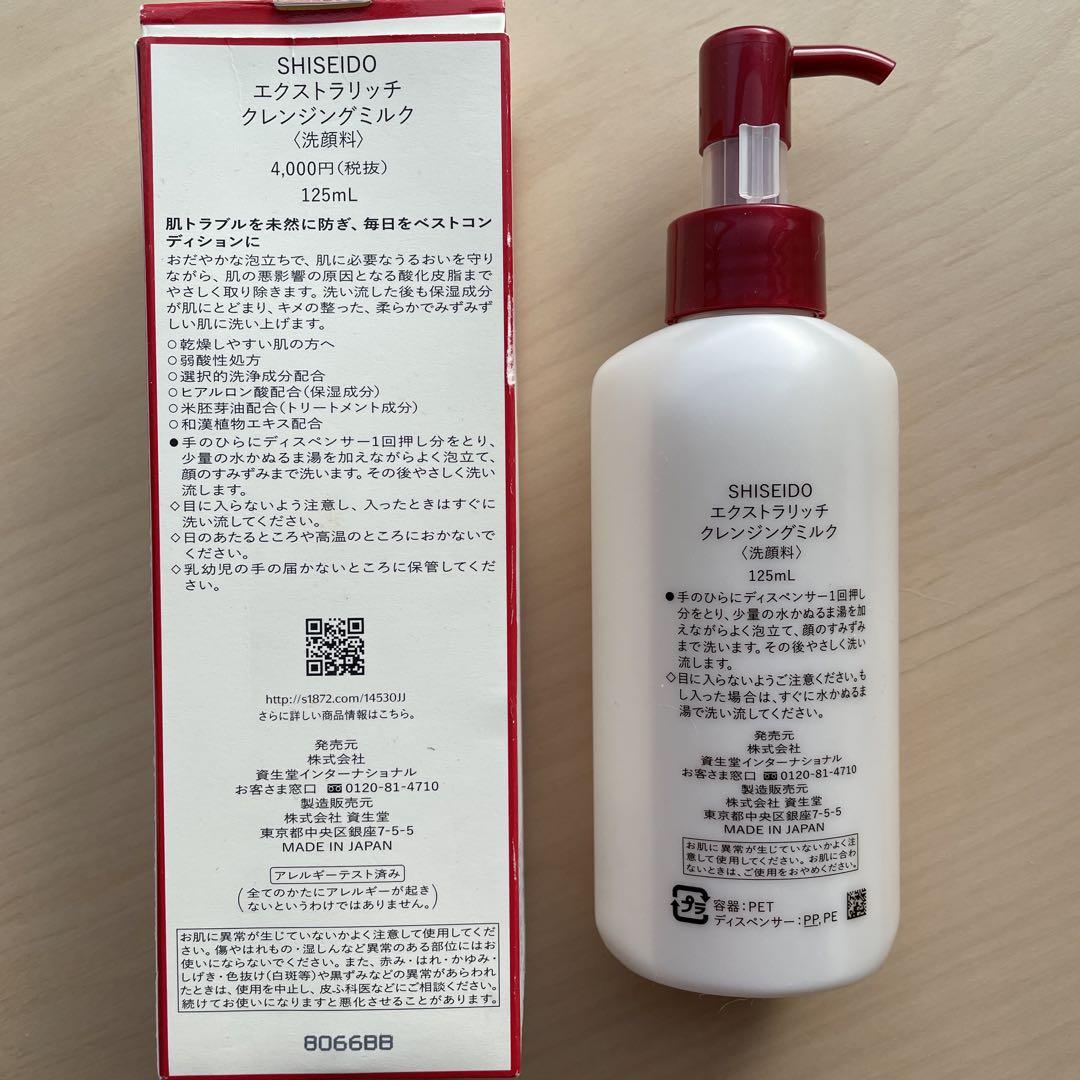 SHISEIDO
エクストラリッチ
クレンジングミルク
〈洗顔料〉
4,000円(税抜)
125mL
肌トラブルを未然に防ぎ、毎日をベストコン
ディションに
おだやかな泡立ちで、肌に必要なうるおいを守り
ながら、肌の悪影響の原因となる酸化皮脂まで
やさしく取り除きます。洗い流した後も保湿成分
が肌にとどまり、キメの整った、柔らかでみずみず
しい肌に洗い上げます。
○乾燥しやすい肌の方へ
○弱酸性処方
○選択的洗浄成分配合
○ヒアルロン酸配合(保湿成分)
○米胚芽油配合(トリートメント成分)
○和漢植物エキス配合
●手のひらにディスペンサー1回押し分をとり、
少量の水かぬるま湯を加えながらよく泡立て、
顔のすみずみまで洗います。その後やさしく洗い
流します。
◇目に入らないよう注意し、入ったときはすぐに
洗い流してください。
◇日のあたるところや高温のところにおかないで
ください。
◇乳幼児の手の届かないところに保管してくだ
さい。
http://s1872.com/14530JJ
さらに詳しい商品情報はこちら。
発売元
株式会社
資生堂インターナショナル
お客さま窓口 0120-81-4710
製造販売元
株式会社 資生堂
東京都中央区銀座7-5-5
MADE IN JAPAN
アレルギーテスト済み
(全てのかたにアレルギーが起き
ないというわけではありません。)
お肌に異常が生じていないかよく注意して使用してくだ
さい。傷やはれもの・湿しんなど異常のある部位にはお
使いにならないでください。また、赤み・はれ・かゆみ・
しげき・色抜け(白斑等)や黒ずみなどの異常があらわれ
たときは、使用を中止し、皮ふ科医などにご相談ください。
続けてお使いになりますと悪化させることがあります。
8066BB
SHISEIDO
エクストラリッチ
クレンジングミルク
〈洗顔料〉
125mL
●手のひらにディスペンサー1回押し
分をとり、少量の水かぬるま湯を加
えながらよく泡立て、顔のすみずみ
まで洗います。その後やさしく洗い
流します。
◇目に入らないようご注意ください。も
し入った場合は、すぐに水かぬるま
湯で洗い流してください。
発売元
株式会社
資生堂インターナショナル
お客さま窓口 0120-81-4710
製造販売元
株式会社 資生堂
東京都中央区銀座7-5-5
MADE IN JAPAN
お肌に異常が生じていないかよく注
意して使用してください。お肌に合わ
ないときは、ご使用をおやめください。
プラ 容器:PET
ディスペンサー:PP,PE